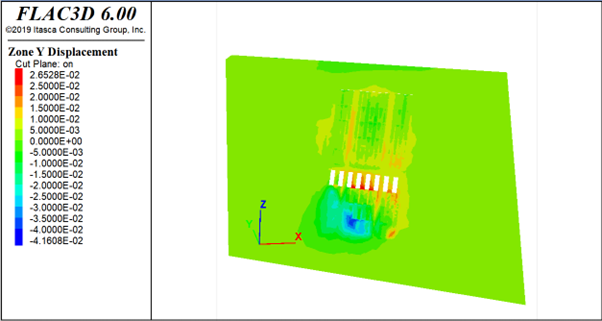 FLAC3D 6.00
©2019 Itasca Consulting Group, Inc.
Zone Y Displacement
Cut Plane: on
2.6528E-02
2.5000E-02
2.0000E-02
1.5000E-02
1.0000E-02
5.0000E-03
0.0000E+00
-5.0000E-03
-1.0000E-02
-1.5000E-02
-2.0000E-02
-2.5000E-02
-3.0000E-02
-3.5000E-02
-4.0000E-02
-4.1608E-02
Z
Y
X